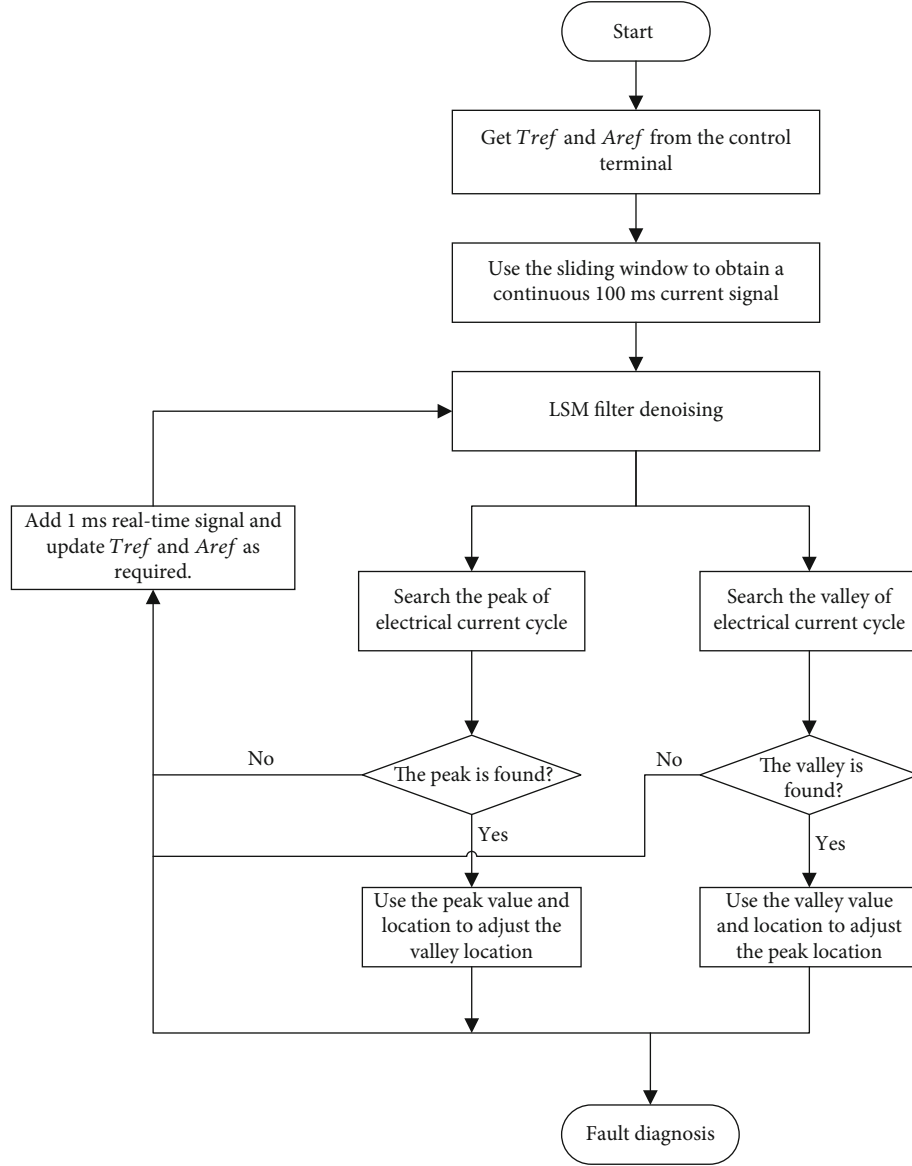 Start
Get Tref and Aref from the control
terminal
Use the sliding window to obtain a
continuous 100 ms current signal
LSM filter denoising
Add 1 ms real-time signal and
update Tref and Aref as
required.
Search the peak of
electrical current cycle
Search the valley of
electrical current cycle
No
The peak is found?
No
The valley is
found?
Yes
Yes
Use the peak value and
location to adjust the
valley location
Use the valley value
and location to adjust
the peak location
Fault diagnosis